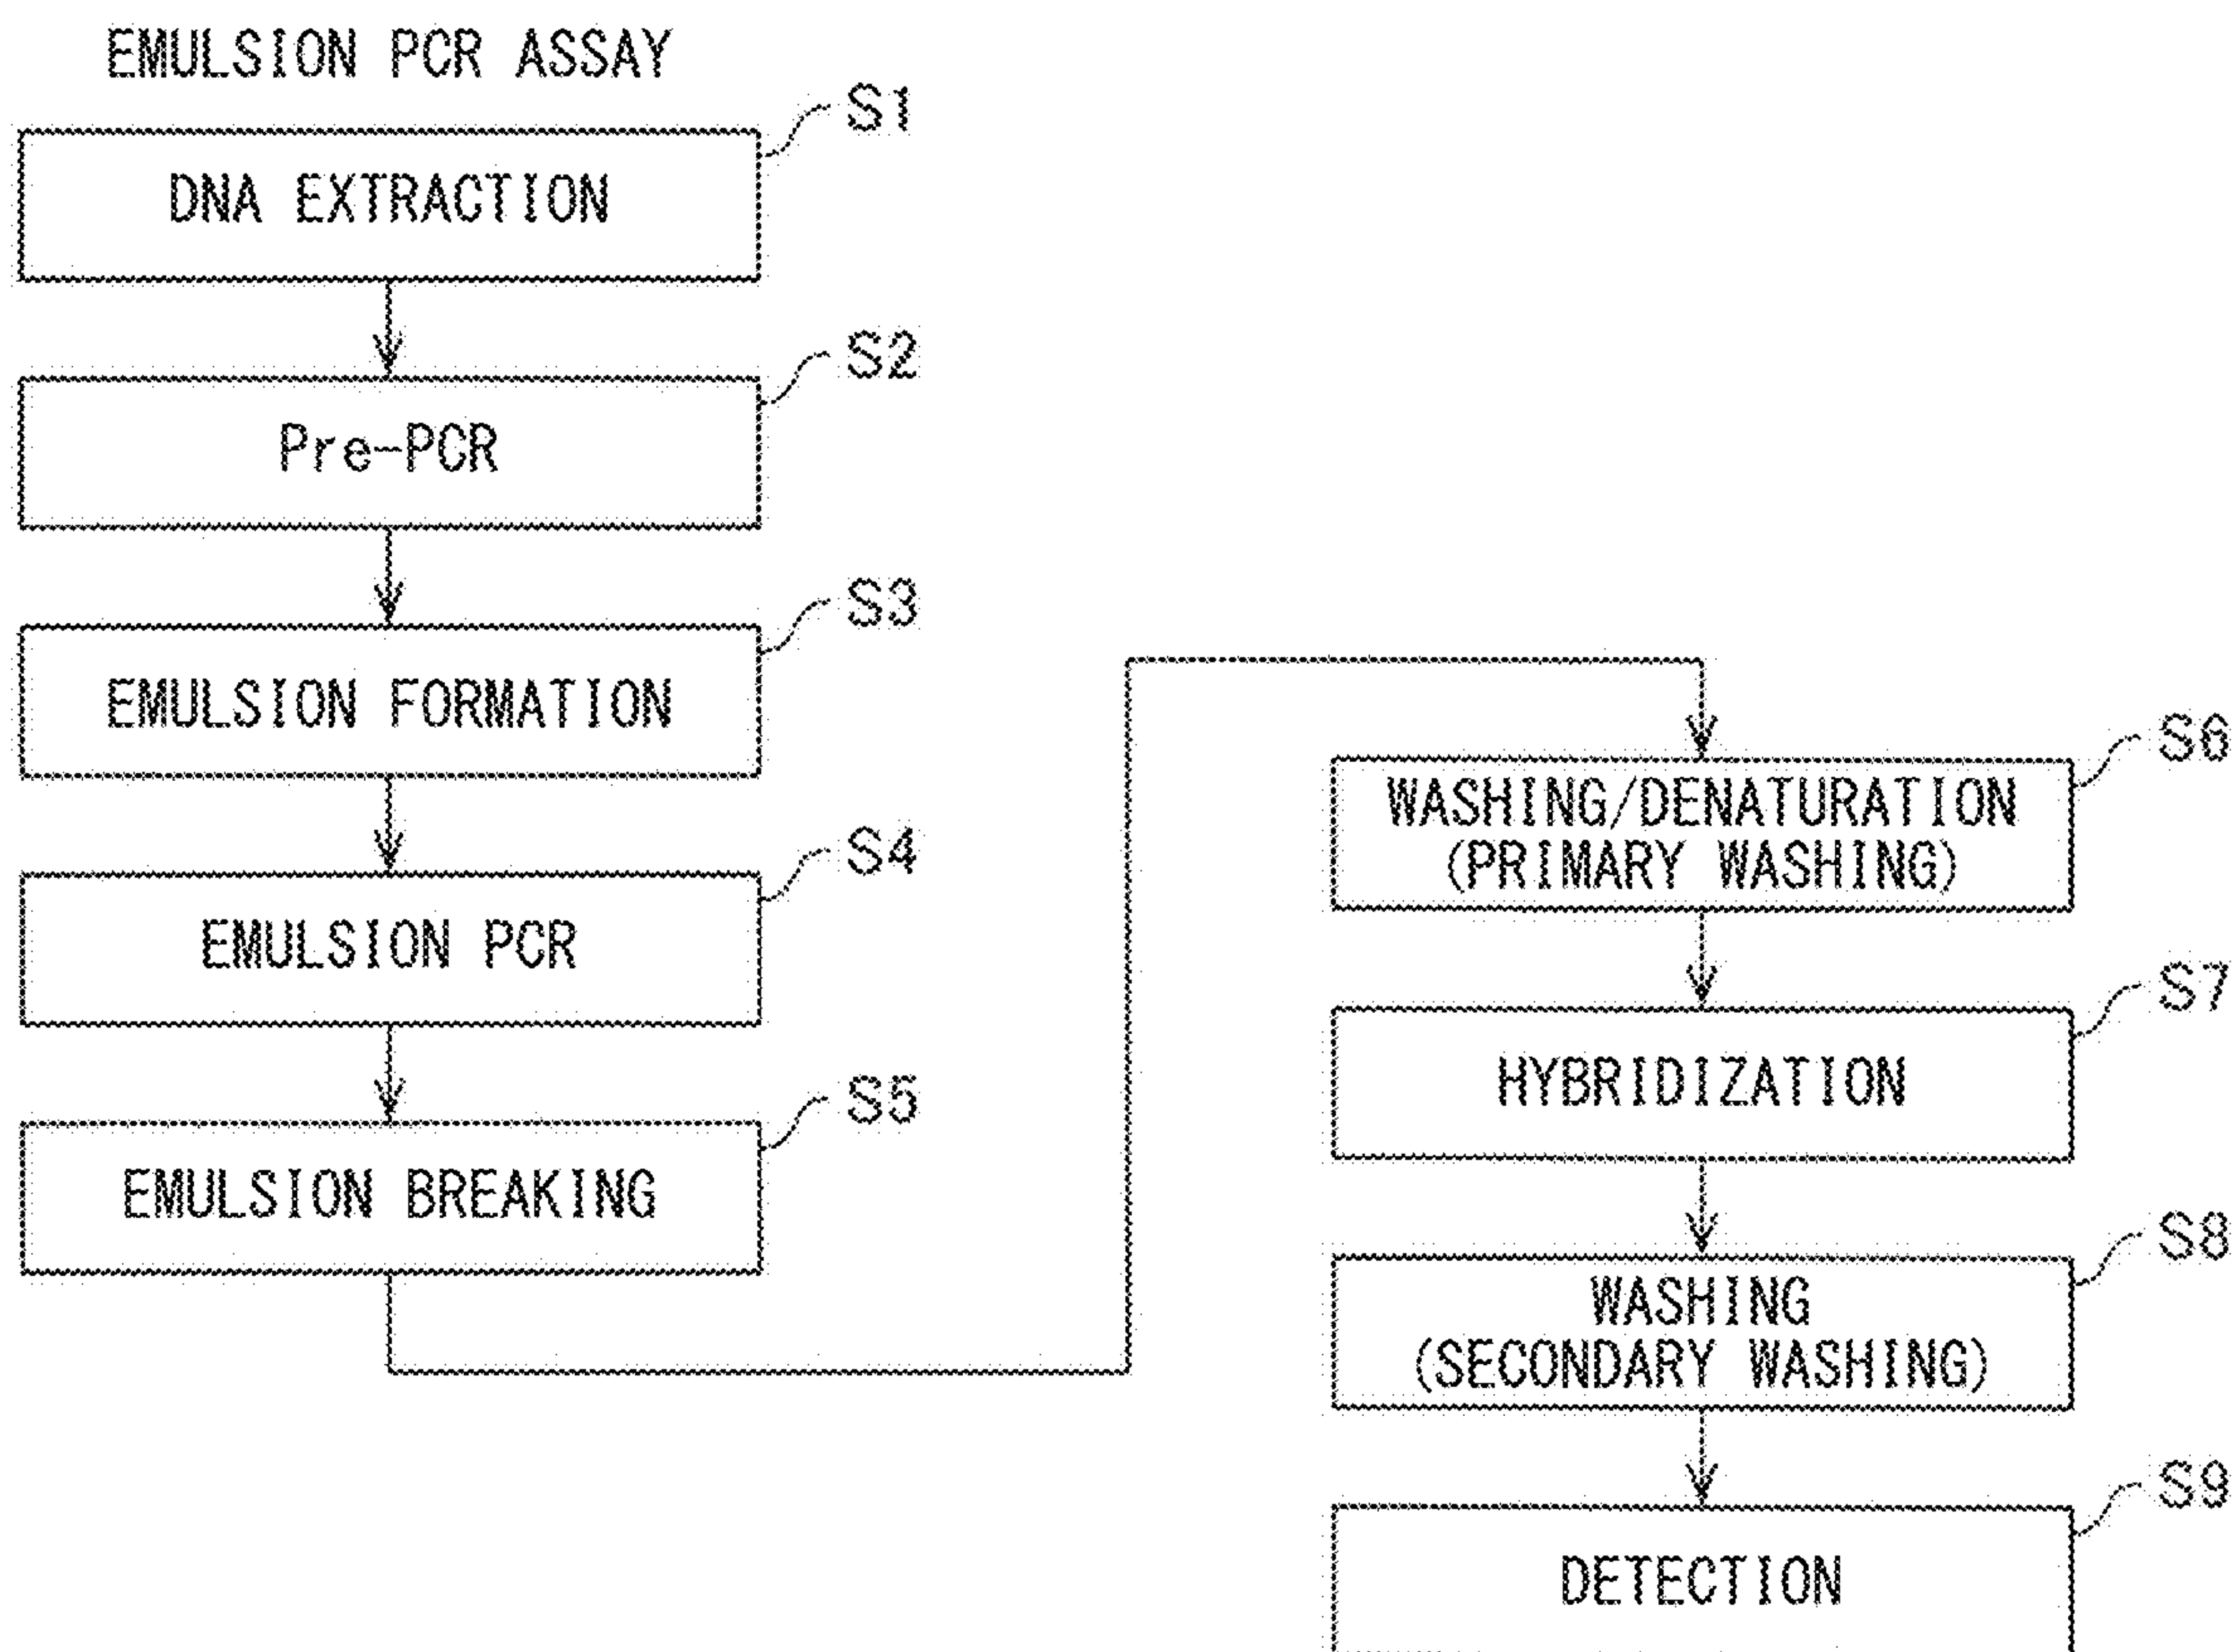 EMULSION PCR ASSAY
S1
DNA EXTRACTION
S2
Pre-PCR
S3
EMULSION FORMATION
S4
EMULSION PCR
S5
EMULSION BREAKING
S6
WASHING/DENATURATION
(PRIMARY WASHING)
S7
HYBRIDIZATION
S8
WASHING
(SECONDARY WASHING)
S9
DETECTION